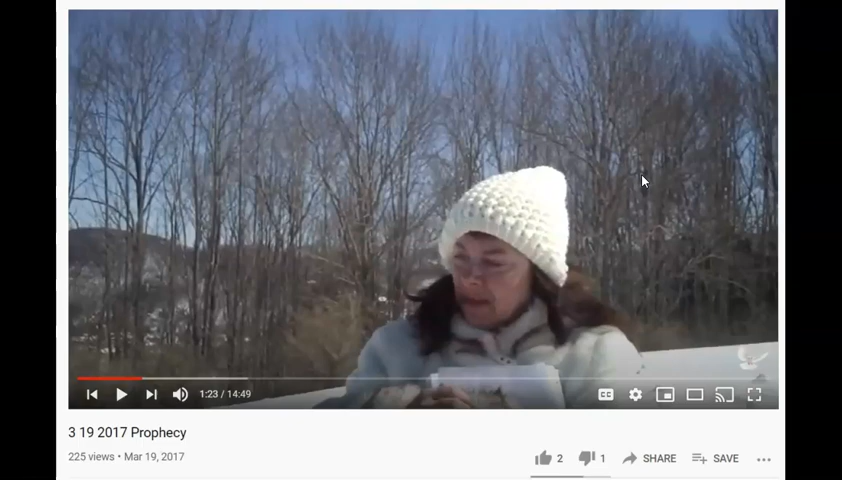 1:23 / 14:49
CC
3 19 2017 Prophecy
225 views • Mar 19, 2017
2
1
SHARE
SAVE